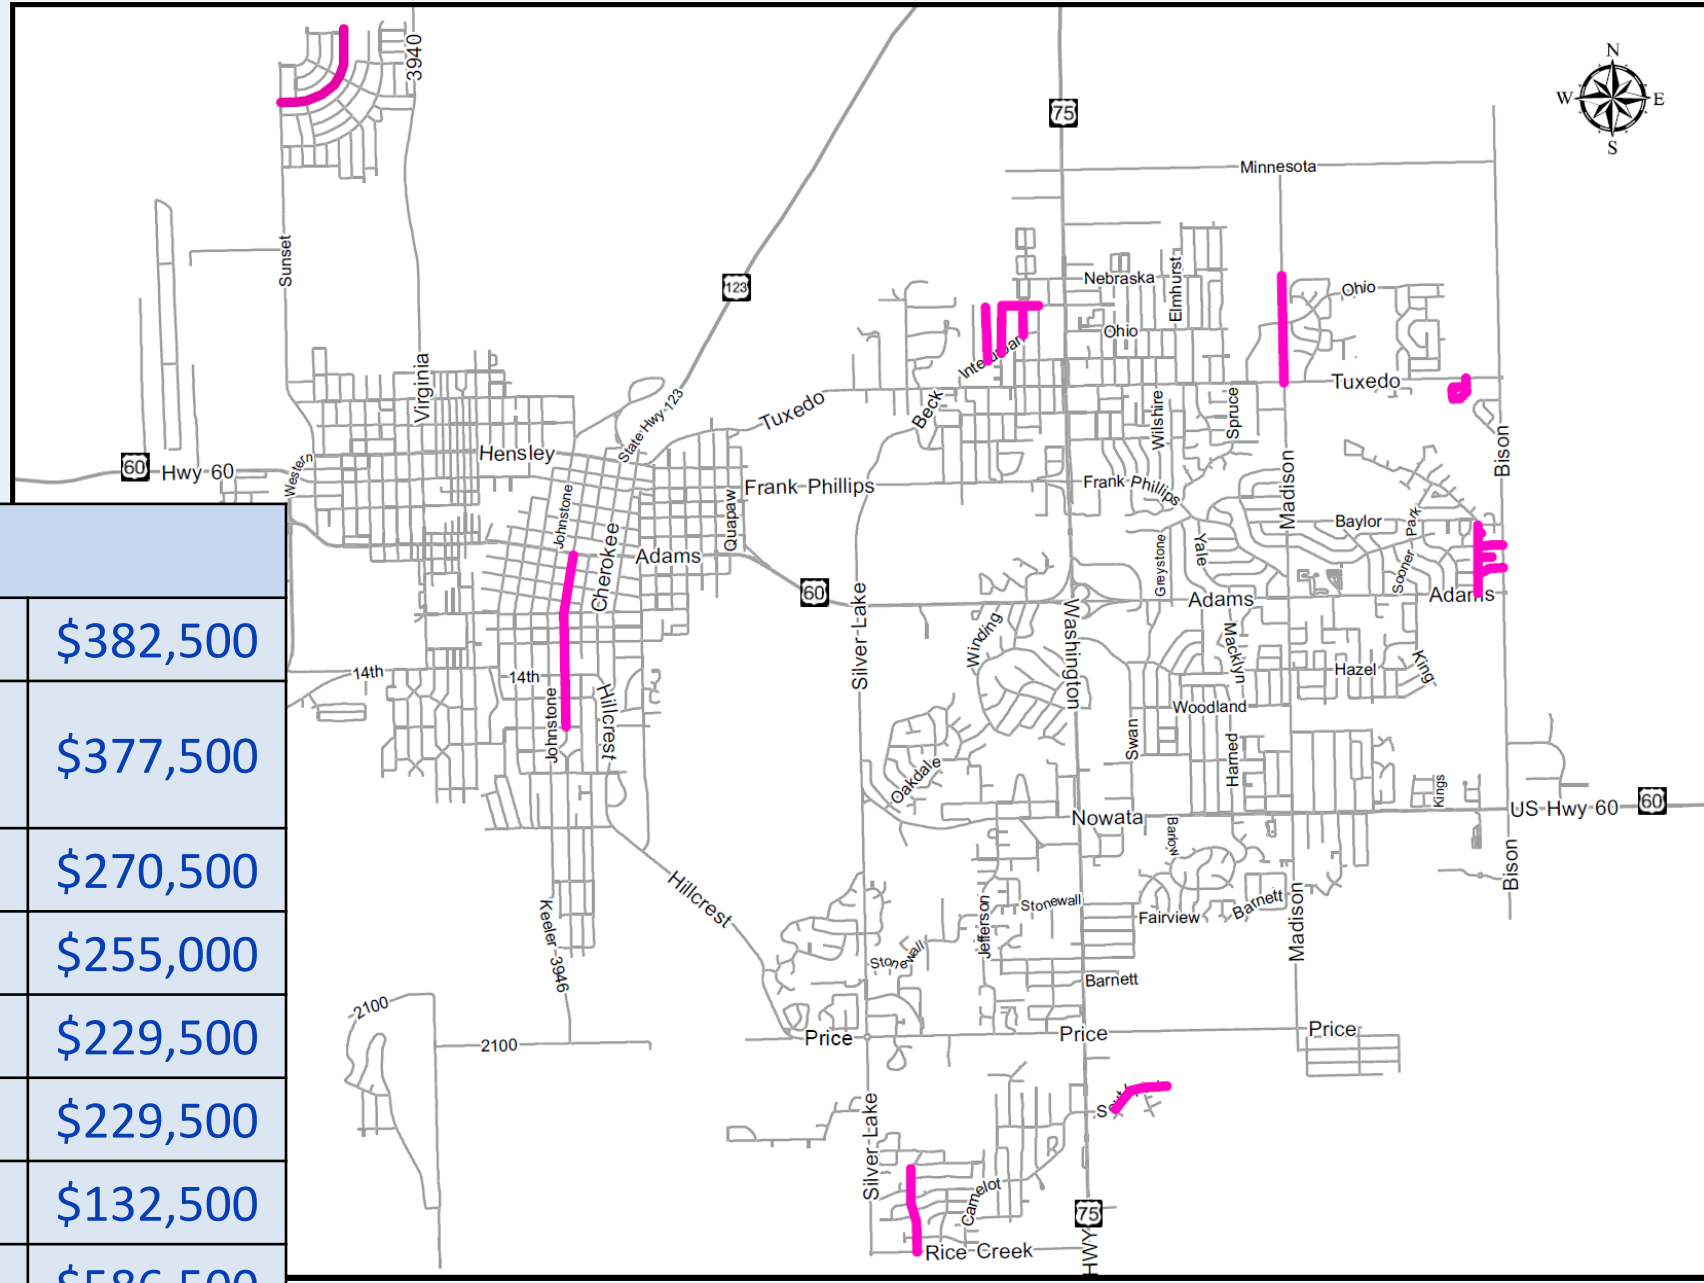 N
W E
S
3940
75
Minnesota
Sunset
Nebraska
Elmhurst
Ohio
123
Ohio
Interurban
Virginia
Tuxedo
State Hwy-123
Tuxedo
Beck
Wilshire
Spruce
Hensley
Bison
60
Hwy 60
Western
Frank Phillips
Frank Phillips
Madison
Johnstone
Quapaw
Baylor
Park
Sooner
Cherokee
Adams
Greystone
Yale
60
Adams
Adams
Silver-Lake
Washington
Winding
Macklyn
14th
14th
Hazel
King
Hillcrest
Johnstone
Woodland
Swan
Harned
Oakdale
Kings
Nowata
US Hwy 60
60
Barlow
Bison
Hillcrest
Keeler
3946
Stonewall
Jefferson
Fairview
Barnett
Madison
Stonewall
Barnett
2100
2100
Price
Price
Price
Silver-Lake
Camelot
75
HWY
Rice Creek
$382,500
$377,500
$270,500
$255,000
$229,500
$229,500
$132,500
$586,500